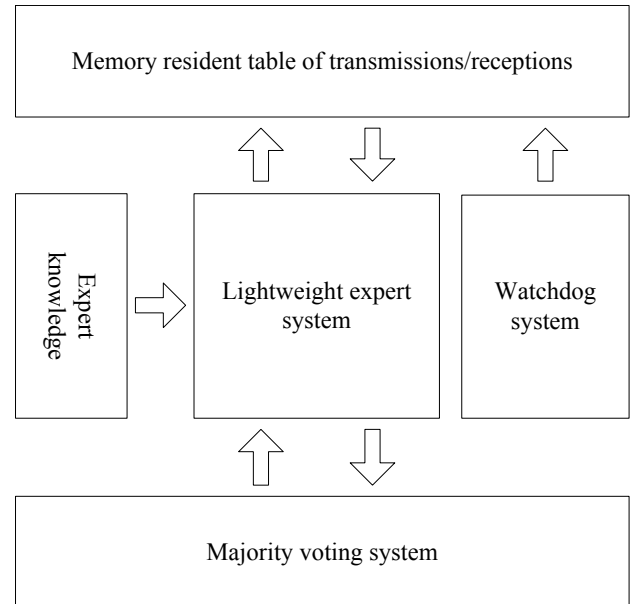 Memory resident table of transmissions/receptions
Expert
knowledge
Lightweight expert
system
Watchdog
system
Majority voting system